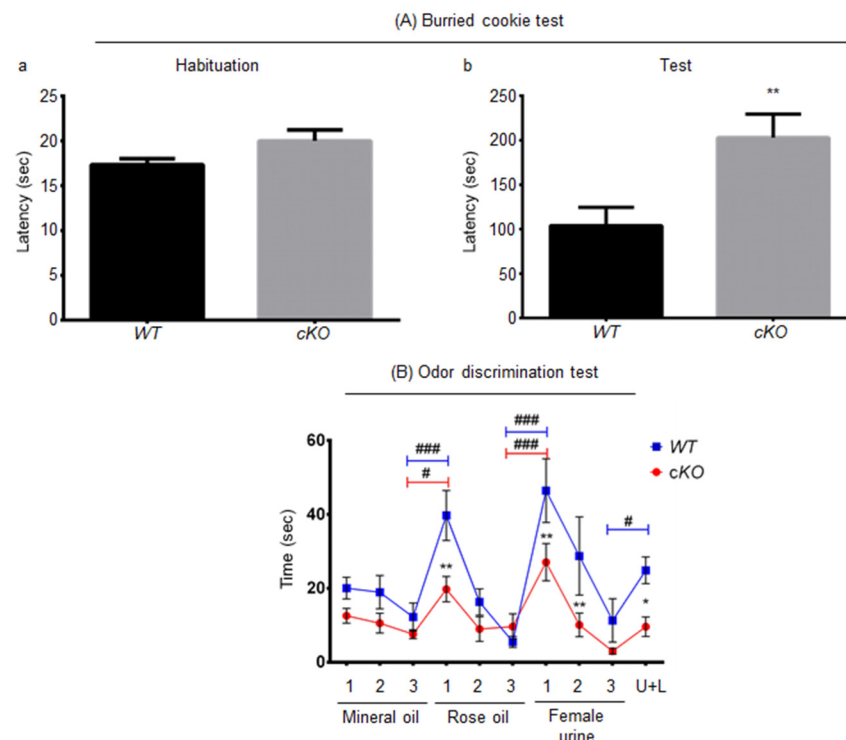 (A) Burried cookie test
a Habituation b Test
Latency (sec)
25
20
15
10
5
0
WT cKO
**
Latency (sec)
250
200
150
100
50
0
WT cKO
(B) Odor discrimination test
###
#
###
###
#
WT
cKO
Time (sec)
60
40
20
0
**
**
**
*
1 2 3 1 2 3 1 2 3 U+L
Mineral oil Rose oil Female
urine